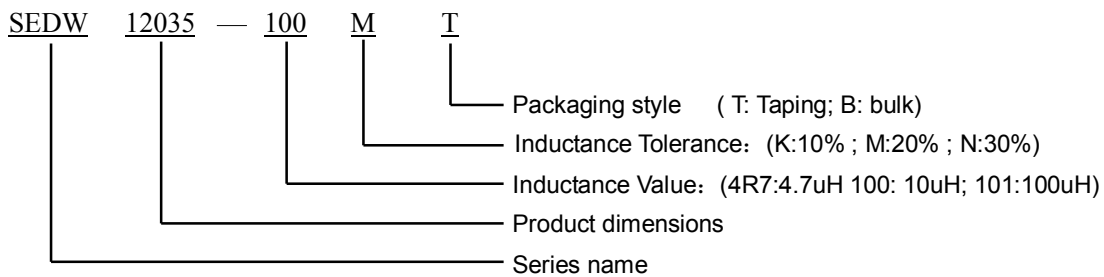 SEDW 12035 — 100 M T
Packaging style ( T: Taping; B: bulk)
Inductance Tolerance：(K:10% ; M:20% ; N:30%)
Inductance Value：(4R7:4.7uH 100: 10uH; 101:100uH)
Product dimensions
Series name